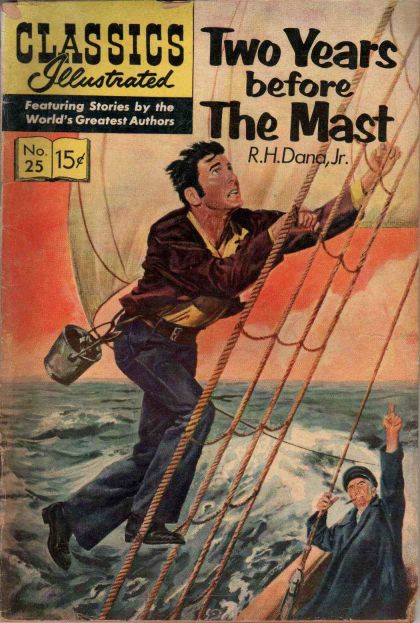 CLASSICS
Illustrated
Featuring Stories by the
World's Greatest Authors
No.
25
15¢
Two Years
before
The Mast
R.H.Dana, Jr.